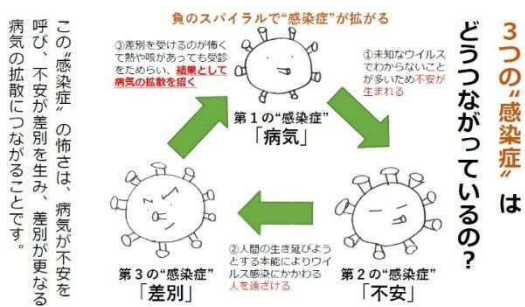 3つの〝感染症〞は
どうつながっているの?
負のスパイラルで“感染症”が拡がる
①未知なウイルス
でわからないこと
が多いため不安が
生まれる
第1の“感染症”
「病気」
第2の“感染症”
「不安」
②人間の生き延びよう
とする本能によりウイ
ルス感染にかかわる
人を遠ざける
第3の“感染症”
「差別」
③差別を受けるのが怖く
て熱や咳があっても受診
をためらい、結果として
病気の拡散を招く
この〝感染症〞の怖さは、病気が不安を
呼び、不安が差別を生み、差別が更なる
病気の拡散につながることです。